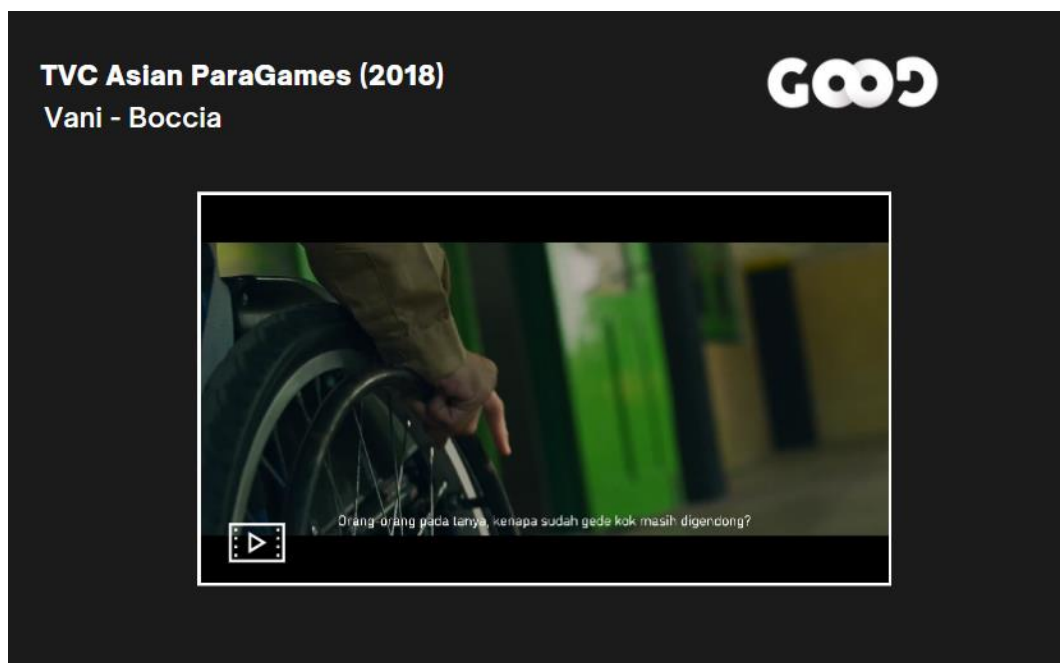 TVC Asian ParaGames (2018)
Vani - Boccia
GOOD
Orang-orang pada tanya, kenapa sudah gede kok masih digendong?